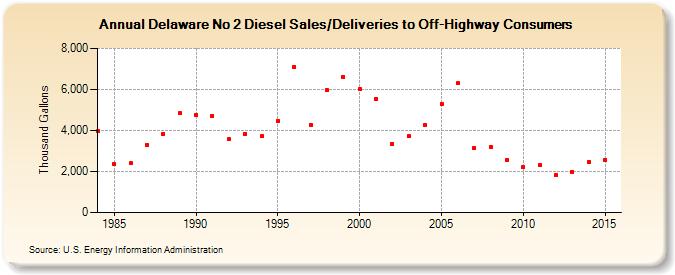 Annual Delaware No 2 Diesel Sales/Deliveries to Off-Highway Consumers
Thousand Gallons
8,000
6,000
4,000
2,000
0
1985 1990 1995 2000 2005 2010 2015
Source: U.S. Energy Information Administration